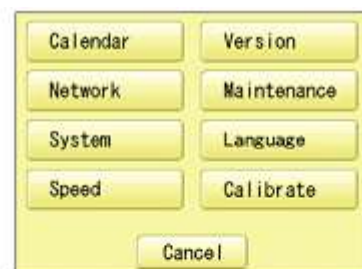 Calendar Version
Network Maintenance
System Language
Speed Calibrate
Cancel